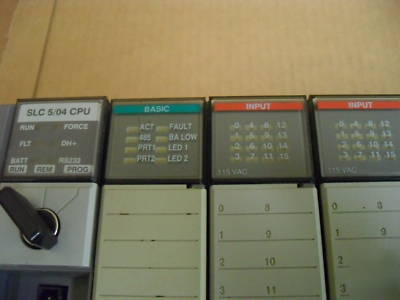 SLC 5/04 CPU
RUN FORCE
FLT DH+
BATT RS232
RUN REM PROG
BASIC
ACT FAULT
485 BA LOW
PRT1 LED 1
PRT2 LED 2
INPUT
0 4 8 12
1 5 9 13
2 6 10 14
3 7 11 15
115 VAC
0 8
1 9
2 10
3 11
INPUT
0 4 8 12
1 5 9 13
2 6 10 14
3 7 11 15
115 VAC
0 8
1 9